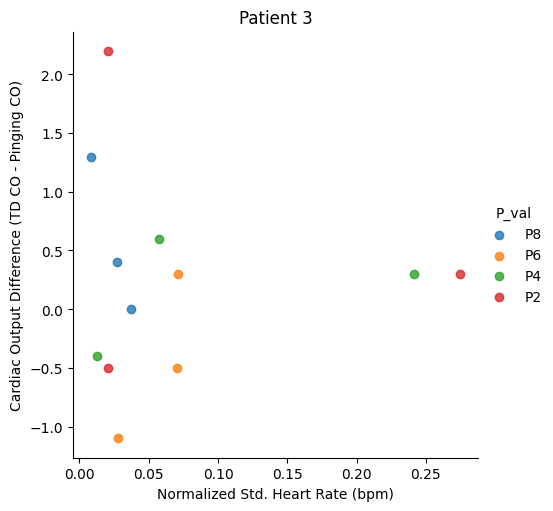 Patient 3
Cardiac Output Difference (TD CO - Pinging CO)
2.0
1.5
1.0
0.5
0.0
−0.5
−1.0
0.00
0.05
0.10
0.15
0.20
0.25
Normalized Std. Heart Rate (bpm)
P_val
P8
P6
P4
P2